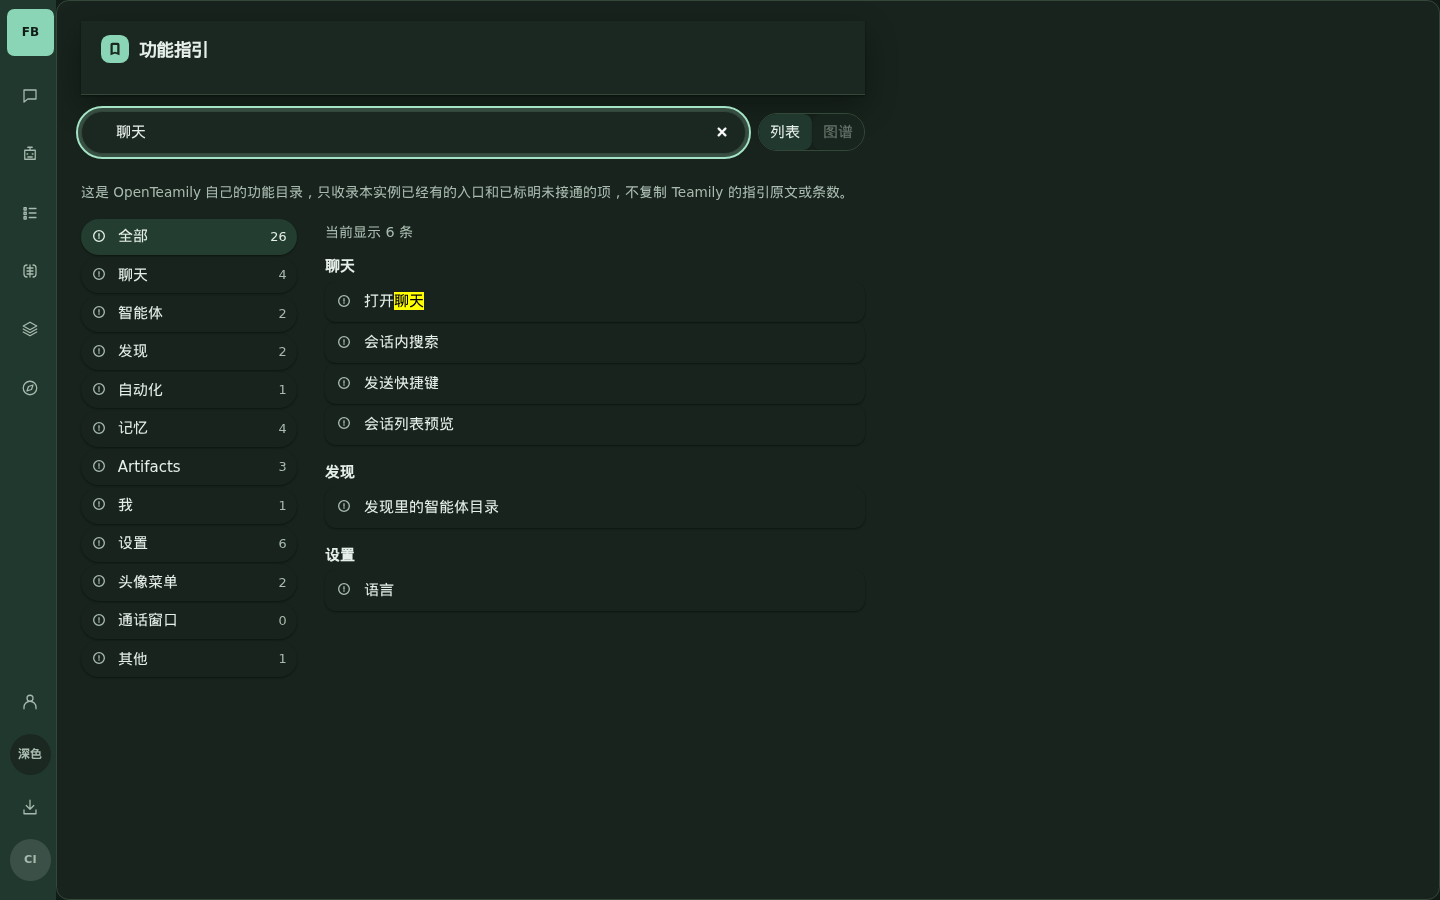 FB
功能指引
聊天
列表
图谱
这是 OpenTeamily 自己的功能目录，只收录本实例已经有的入口和已标明未接通的项，不复制 Teamily 的指引原文或条数。
全部 26
聊天 4
智能体 2
发现 2
自动化 1
记忆 4
Artifacts 3
我 1
设置 6
头像菜单 2
通话窗口 0
其他 1
当前显示 6 条
聊天
打开聊天
会话内搜索
发送快捷键
会话列表预览
发现
发现里的智能体目录
设置
语言
深色
CI